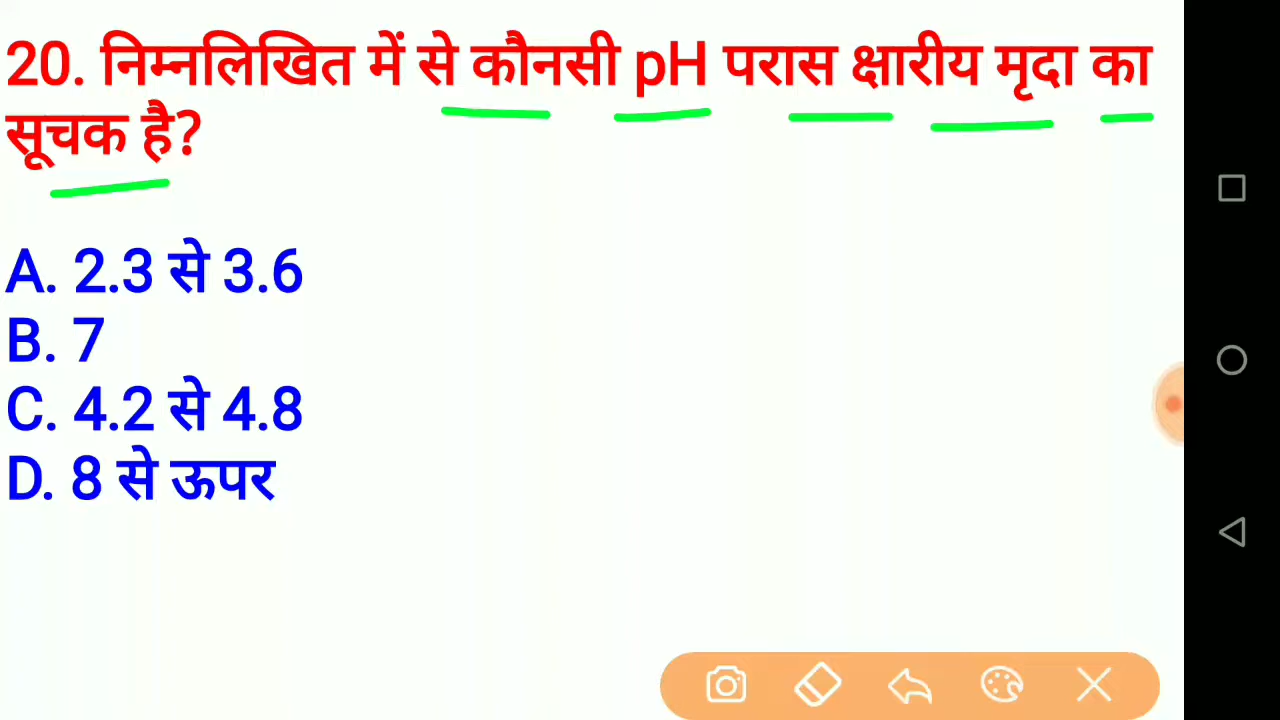 20. निम्नलिखित में से कौनसी pH परास क्षारीय मृदा का
सूचक है?
A. 2.3 से 3.6
B. 7
C. 4.2 से 4.8
D. 8 से ऊपर